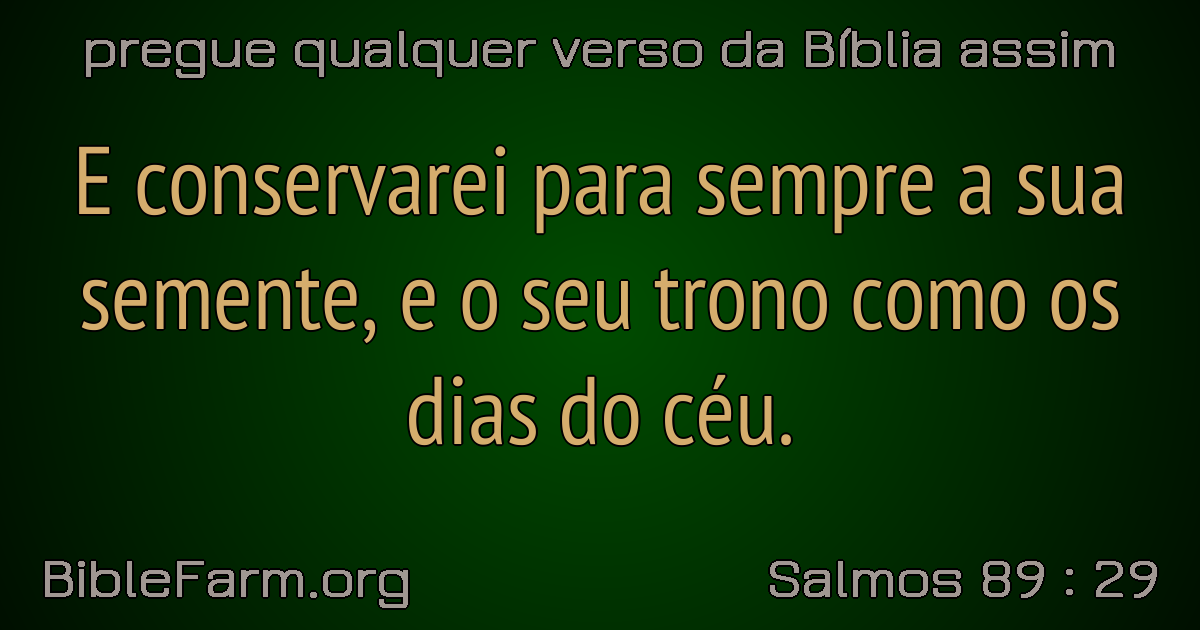 pregue qualquer verso da Bíblia assim
E conservarei para sempre a sua
semente, e o seu trono como os
dias do céu.
BibleFarm.org
Salmos 89 : 29